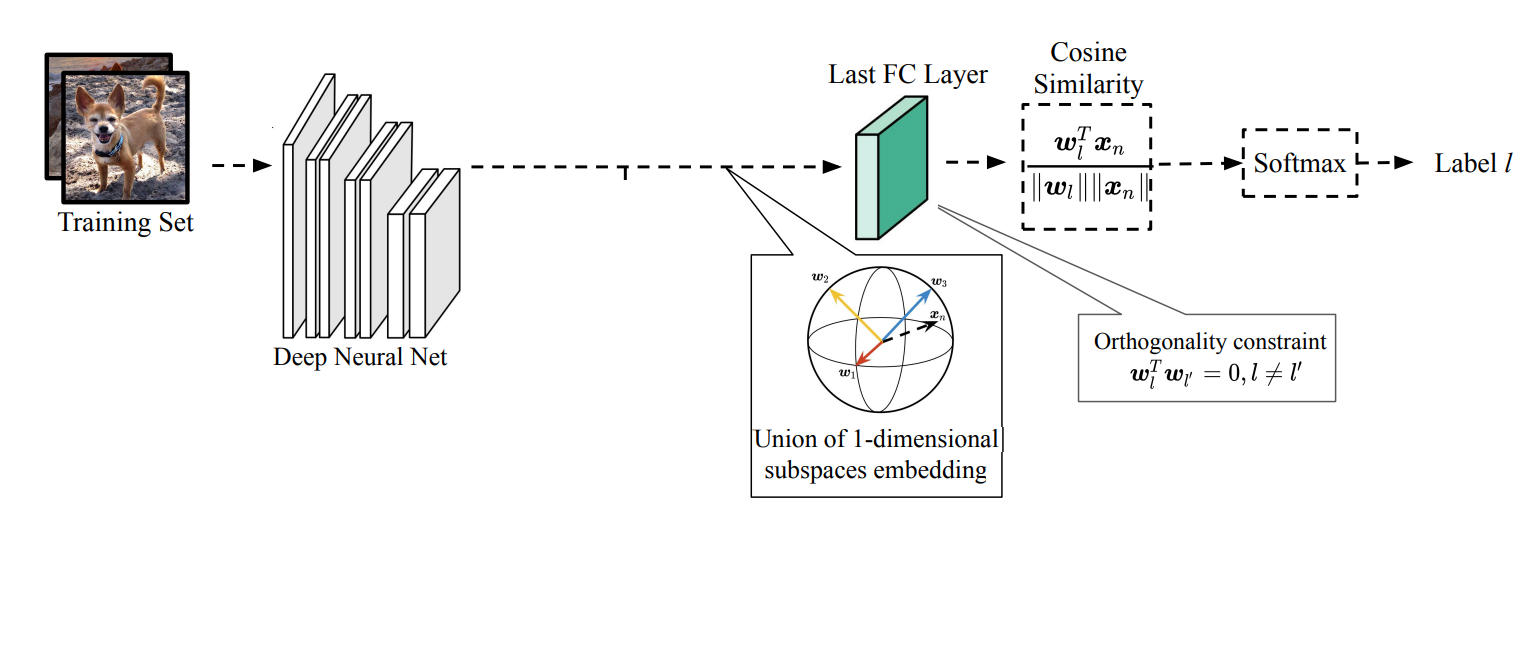 Training Set
Deep Neural Net
Last FC Layer
Cosine
Similarity
w_l^T x_n
‖w_l‖‖x_n‖
Softmax
Label l
w_2
w_3
x_n
w_1
Union of 1-dimensional
subspaces embedding
Orthogonality constraint
w_l^T w_{l'} = 0, l ≠ l'